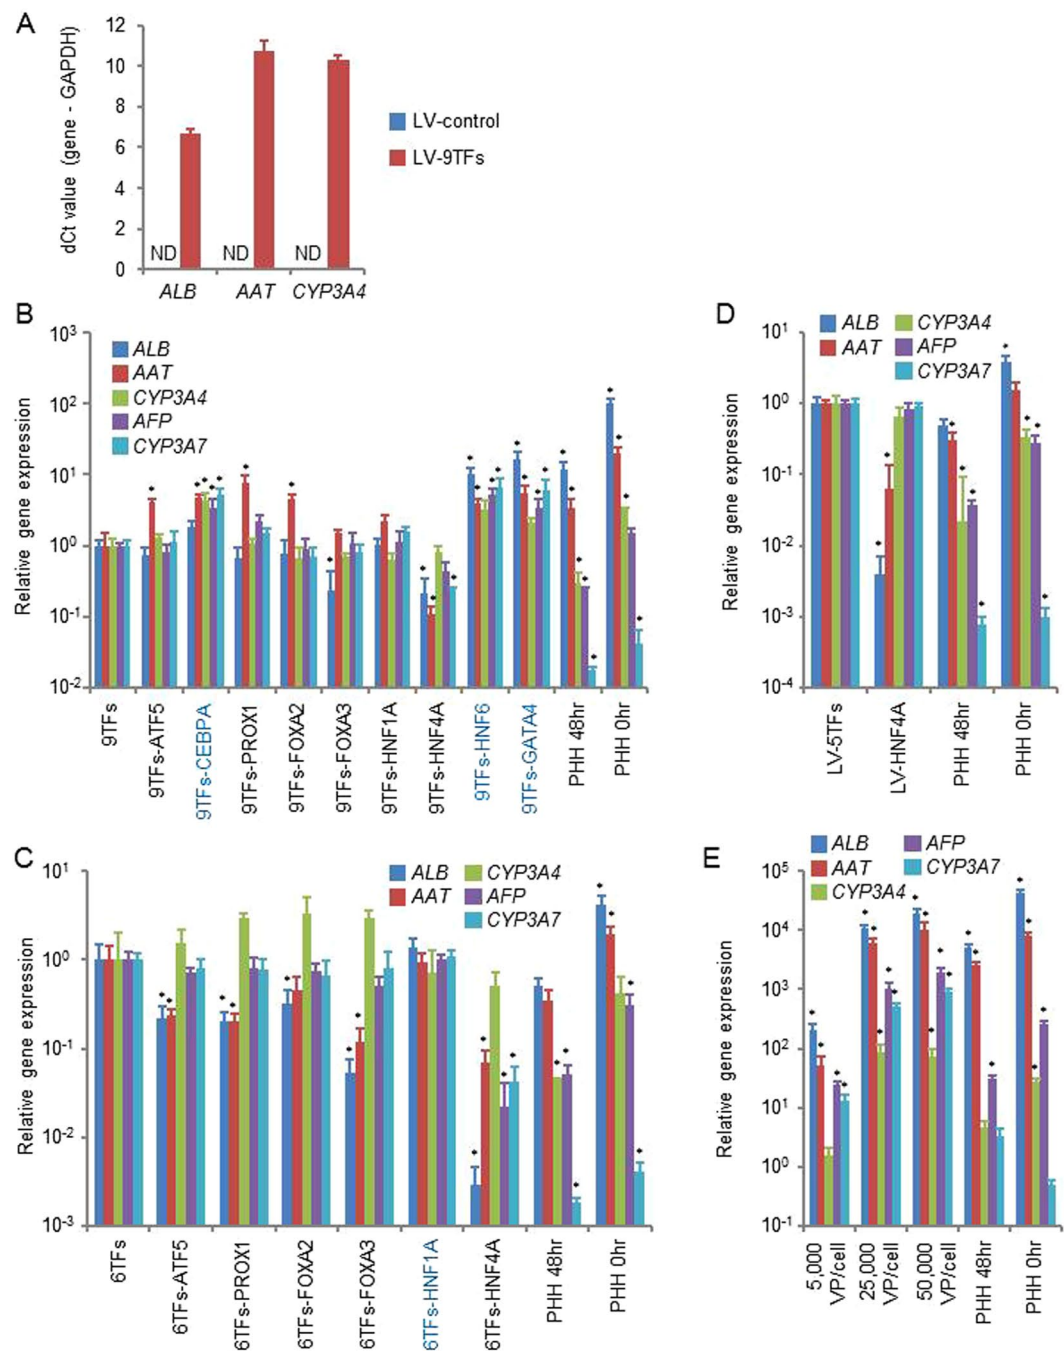 A
dCt value (gene - GAPDH)
12
10
8
6
4
2
0
ND ND ND
ALB AAT CYP3A4
LV-control
LV-9TFs
B
Relative gene expression
10³
10²
10¹
10⁰
10⁻¹
10⁻²
ALB
AAT
CYP3A4
AFP
CYP3A7
9TFs
9TFs-ATF5
9TFs-CEBPA
9TFs-PROX1
9TFs-FOXA2
9TFs-FOXA3
9TFs-HNF1A
9TFs-HNF4A
9TFs-HNF6
9TFs-GATA4
PHH 48hr
PHH 0hr
D
Relative gene expression
10¹
10⁰
10⁻¹
10⁻²
10⁻³
10⁻⁴
ALB CYP3A4
AAT AFP
CYP3A7
LV-5TFs
LV-HNF4A
PHH 48hr
PHH 0hr
C
Relative gene expression
10¹
10⁰
10⁻¹
10⁻²
10⁻³
ALB CYP3A4
AAT AFP
CYP3A7
6TFs
6TFs-ATF5
6TFs-PROX1
6TFs-FOXA2
6TFs-FOXA3
6TFs-HNF1A
6TFs-HNF4A
PHH 48hr
PHH 0hr
E
Relative gene expression
10⁵
10⁴
10³
10²
10¹
10⁰
10⁻¹
ALB AFP
AAT CYP3A7
CYP3A4
5,000
VP/cell
25,000
VP/cell
50,000
VP/cell
PHH 48hr
PHH 0hr